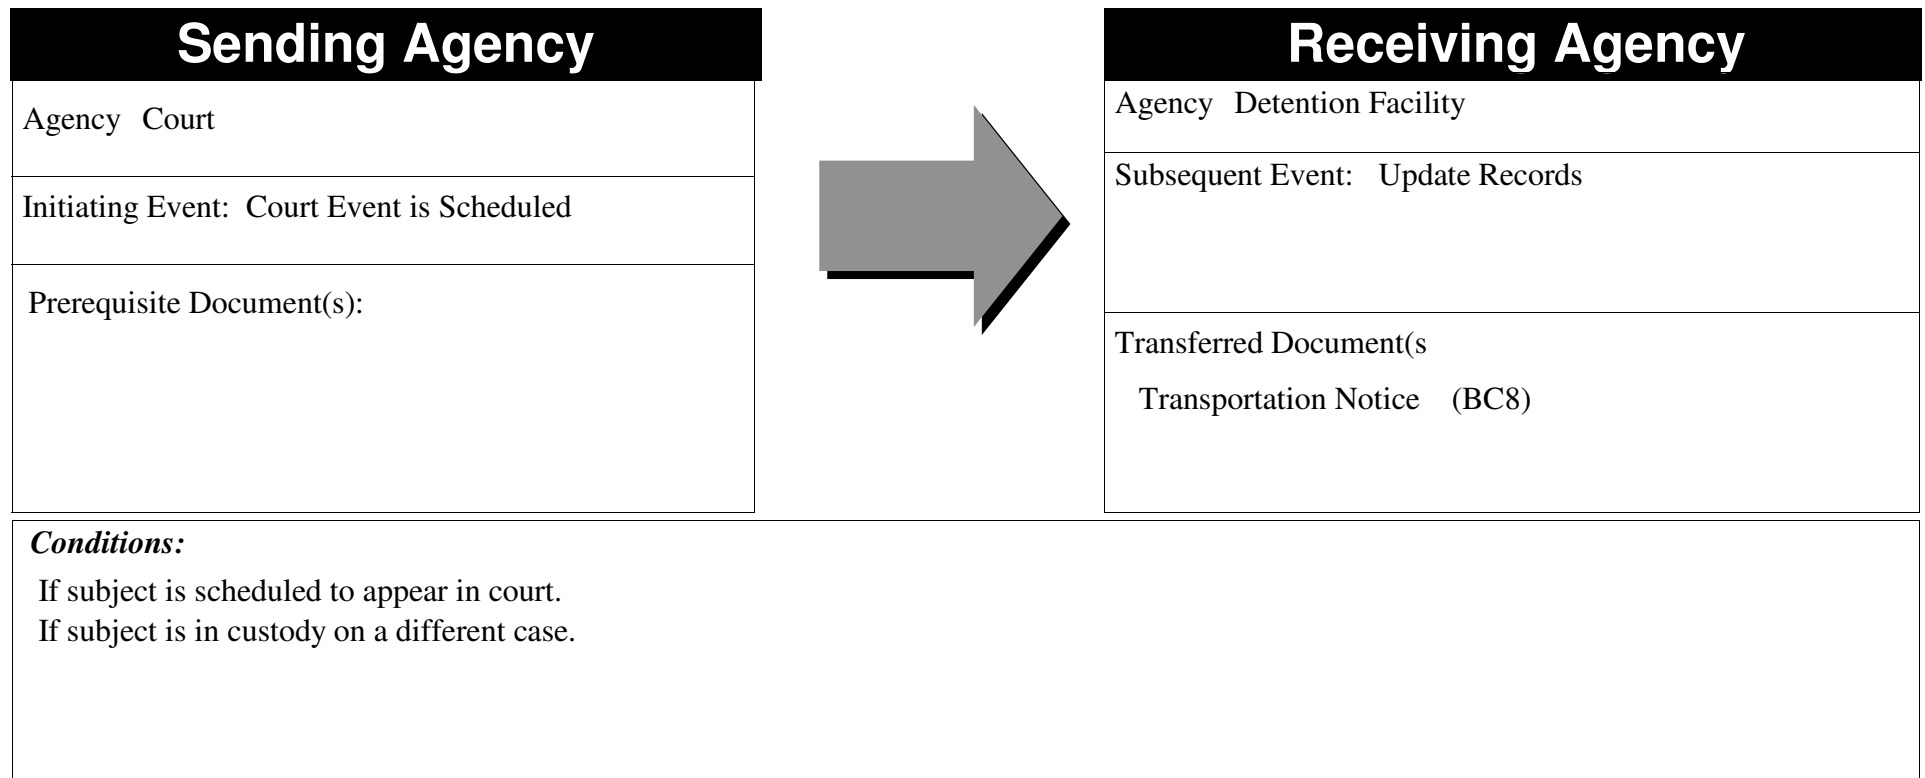 Sending Agency
Agency Court
Initiating Event: Court Event is Scheduled
Prerequisite Document(s):
Receiving Agency
Agency Detention Facility
Subsequent Event: Update Records
Transferred Document(s
Transportation Notice (BC8)
Conditions:
If subject is scheduled to appear in court.
If subject is in custody on a different case.